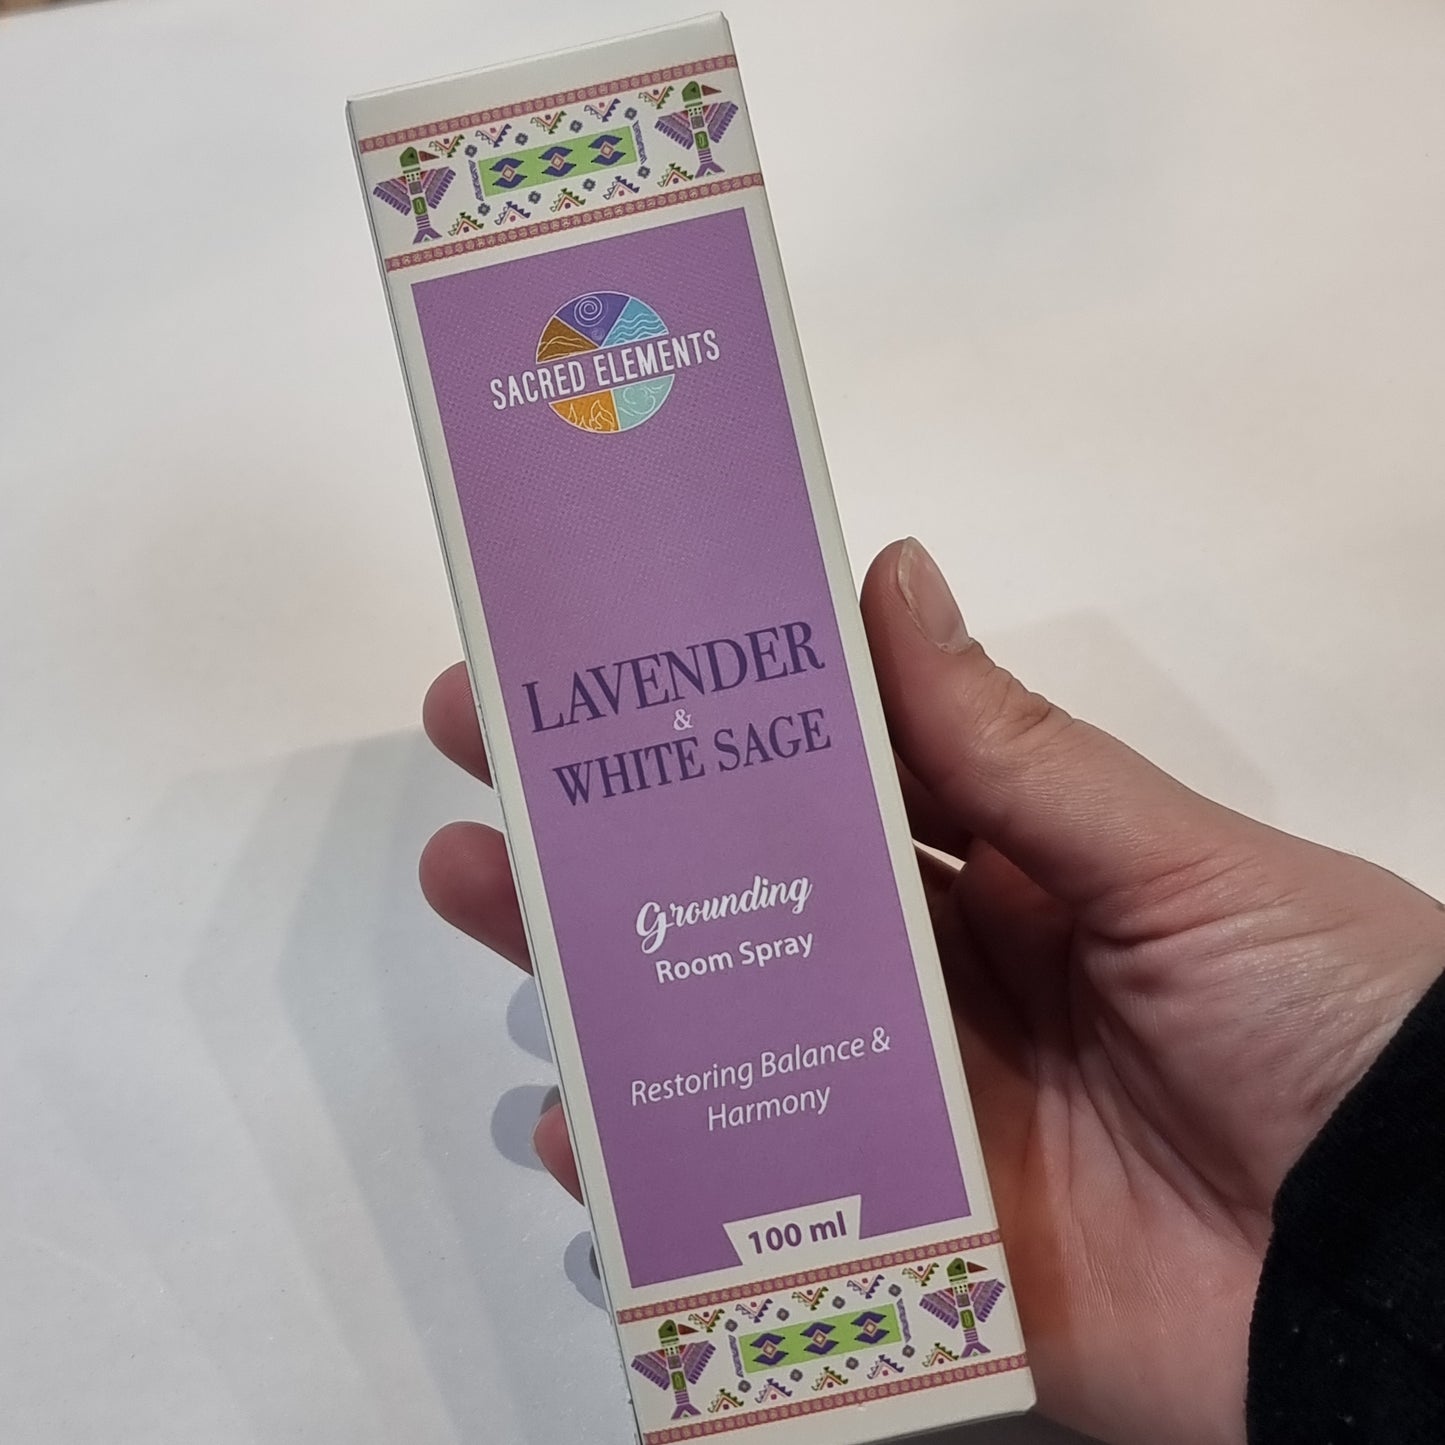 SACRED ELEMENTS
LAVENDER
&
WHITE SAGE
Grounding
Room Spray
Restoring Balance &
Harmony
100 ml